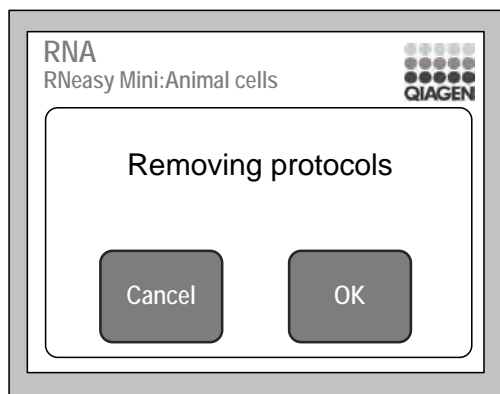 RNA
RNeasy Mini:Animal cells
QIAGEN
Removing protocols
Cancel
OK